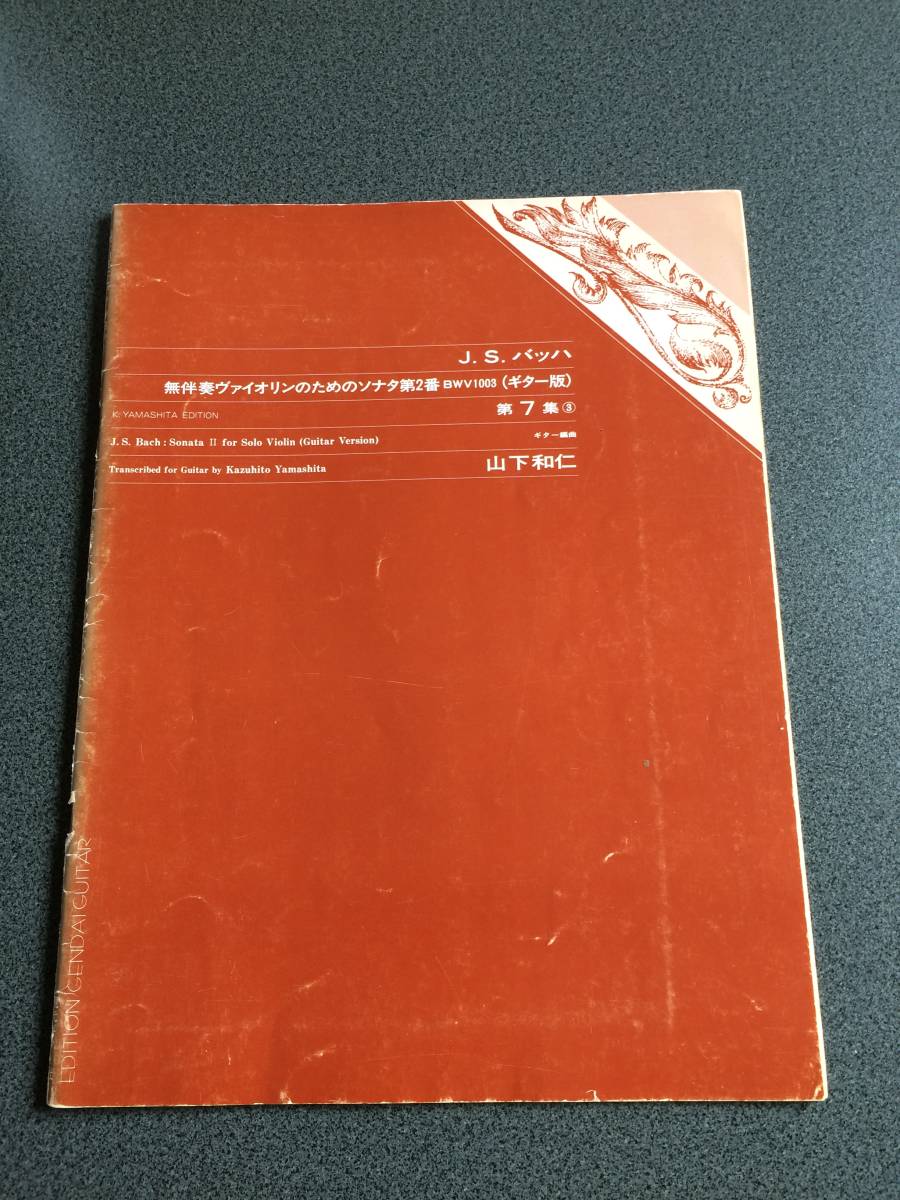 J. S. バッハ
無伴奏ヴァイオリンのためのソナタ第2番 BWV1003 (ギター版)
K. YAMASHITA EDITION
第7集③
J. S. Bach : Sonata II for Solo Violin (Guitar Version)
ギター編曲
Transcribed for Guitar by Kazuhito Yamashita
山下和仁
EDITION GENDAI GUITAR